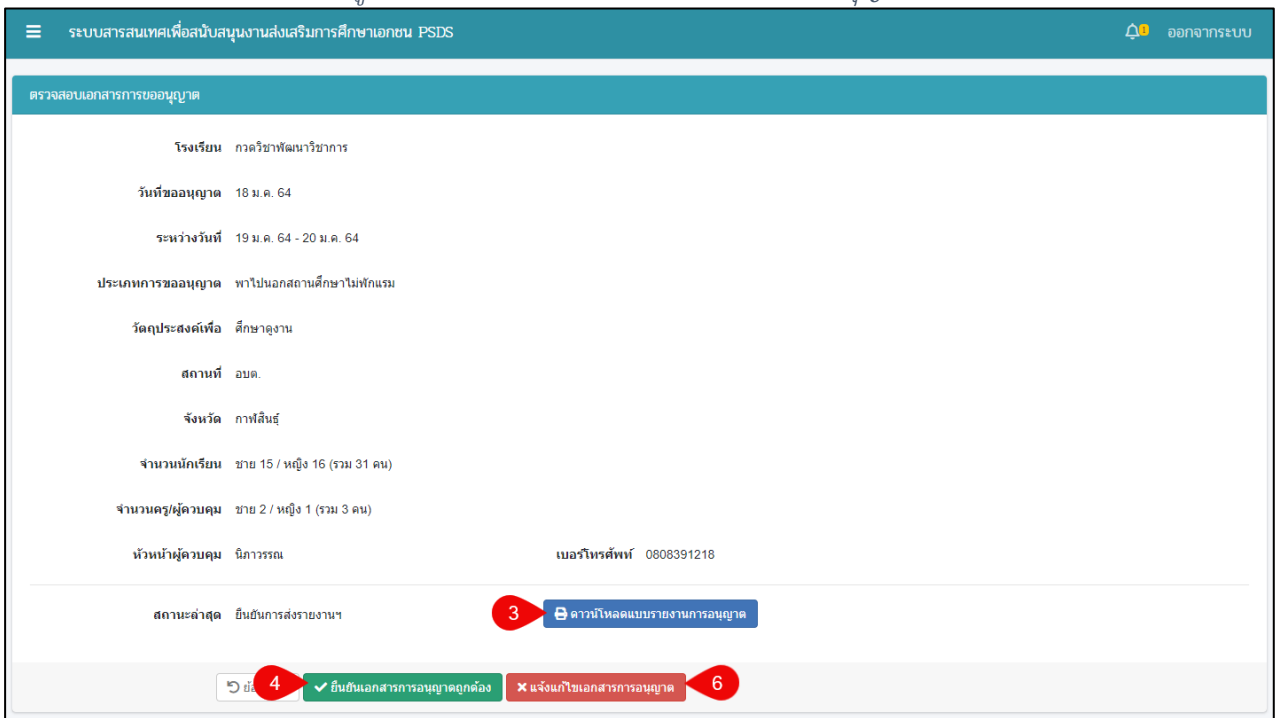 ☰ ระบบสารสนเทศเพื่อสนับสนุนงานส่งเสริมการศึกษาเอกชน PSDS 1 ออกจากระบบ
ตรวจสอบเอกสารการขออนุญาต
โรงเรียน กวดวิชาพัฒนาวิชาการ
วันที่ขออนุญาต 18 ม.ค. 64
ระหว่างวันที่ 19 ม.ค. 64 - 20 ม.ค. 64
ประเภทการขออนุญาต พาไปนอกสถานศึกษาไม่พักแรม
วัตถุประสงค์เพื่อ ศึกษาดูงาน
สถานที่ อบต.
จังหวัด กาฬสินธุ์
จำนวนนักเรียน ชาย 15 / หญิง 16 (รวม 31 คน)
จำนวนครู/ผู้ควบคุม ชาย 2 / หญิง 1 (รวม 3 คน)
หัวหน้าผู้ควบคุม นิภาวรรณ เบอร์โทรศัพท์ 0808391218
สถานะล่าสุด ยืนยันการส่งรายงานฯ 3 ดาวน์โหลดแบบรายงานการอนุญาต
4 ยืนยันเอกสารการอนุญาตถูกต้อง แจ้งแก้ไขเอกสารการอนุญาต 6